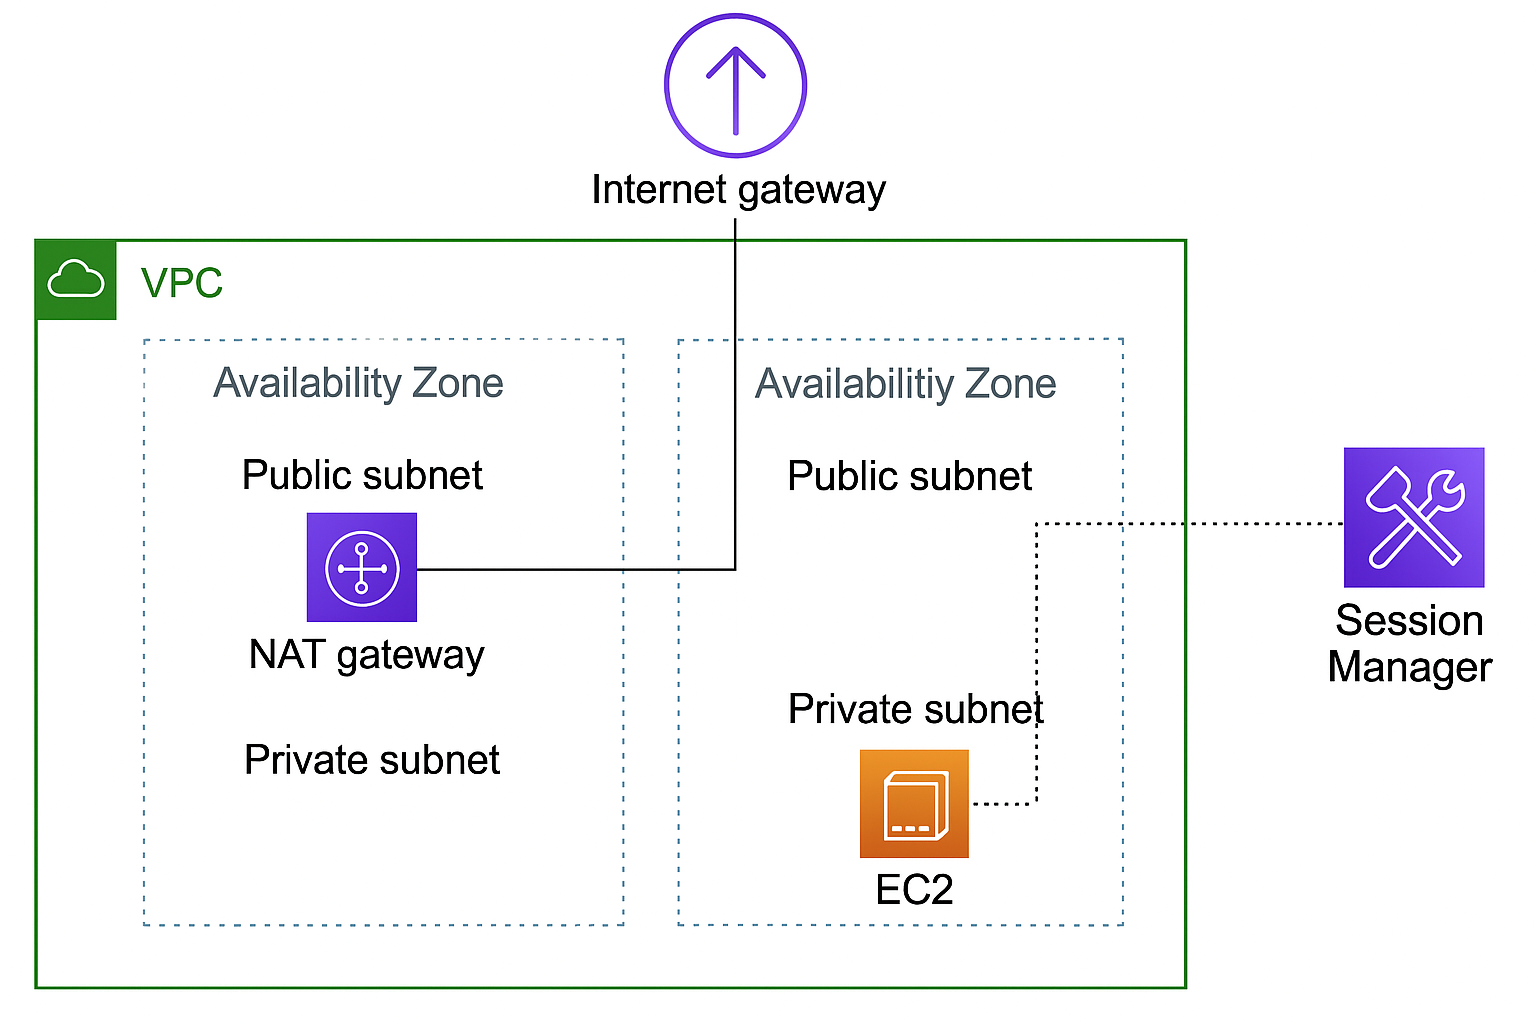 Internet gateway
VPC
Availability Zone
Public subnet
NAT gateway
Private subnet
Availabilitiy Zone
Public subnet
Private subnet
EC2
Session
Manager